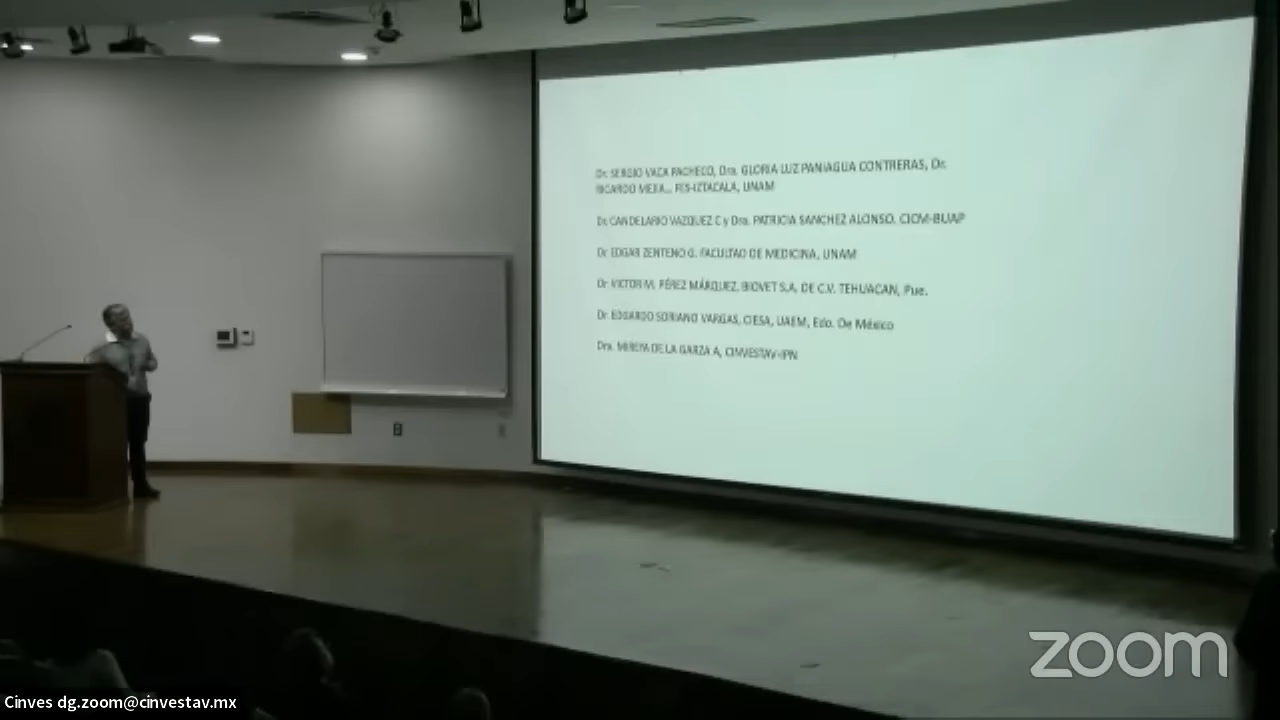 Dr. SERGIO VACA PACHECO, Dra. GLORIA LUZ PANIAGUA CONTRERAS, Dr.
RICARDO MEJIA... FES-IZTACALA, UNAM
Dr. CANDELARIO VAZQUEZ C y Dra. PATRICIA SANCHEZ ALONSO. CICM-BUAP
Dr. EDGAR ZENTENO G. FACULTAD DE MEDICINA, UNAM
Dr. VICTOR M. PÉREZ MÁRQUEZ. BIOVET S.A. DE C.V. TEHUACAN, Pue.
Dr. EDGARDO SORIANO VARGAS, CIESA, UAEM, Edo. De México
Dra. MIREYA DE LA GARZA A, CINVESTAV-IPN
zoom
Cinves dg.zoom@cinvestav.mx